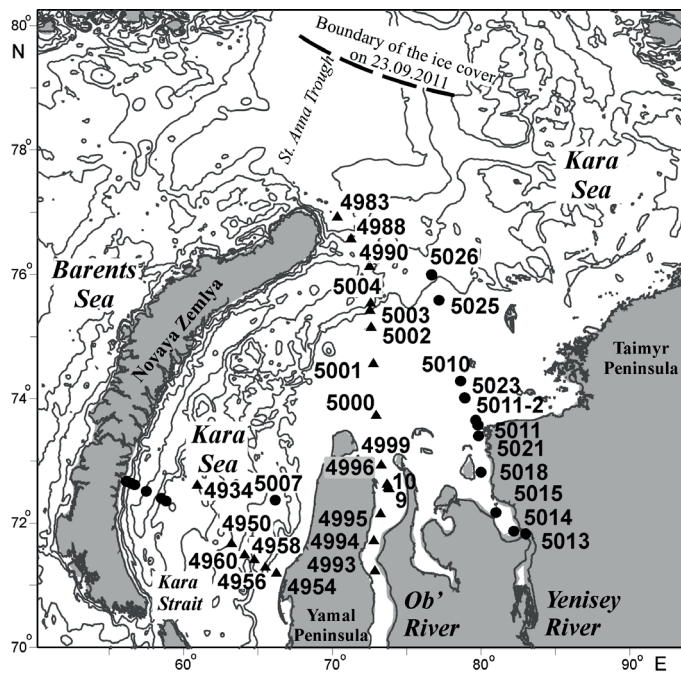 80°
N
Boundary of the ice cover
on 23.09.2011
St. Anna Trough
78°
Kara
Sea
4983
4988
4990
5026
76°
Barents
Sea
5004
5025
5003
5002
Novaya Zemlya
5001
5010
Taimyr
Peninsula
74°
5023
5000
5011-2
Kara
Sea
5011
4999
5021
4996
10
5007
4934
9
5018
5015
72°
4950
4995
4958
4994
5014
4960
4956
4993
5013
4954
Kara
Strait
Yamal
Peninsula
Ob’
River
Yenisey
River
70°
60°
70°
80°
90°
E